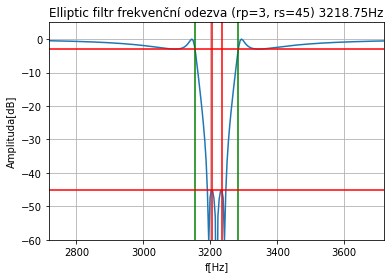 Elliptic filtr frekvenční odezva (rp=3, rs=45) 3218.75Hz
0
−10
−20
−30
−40
−50
−60
Amplituda[dB]
2800 3000 3200 3400 3600
f[Hz]